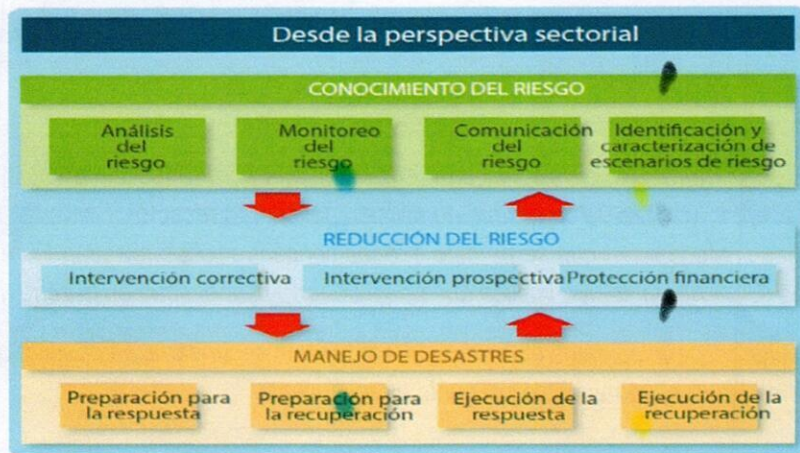 Desde la perspectiva sectorial
CONOCIMIENTO DEL RIESGO
Análisis
del
riesgo
Monitoreo
del
riesgo
Comunicación
del
riesgo
Identificación y
caracterización de
escenarios de riesgo
REDUCCIÓN DEL RIESGO
Intervención correctiva
Intervención prospectiva
Protección financiera
MANEJO DE DESASTRES
Preparación para
la respuesta
Preparación para
la recuperación
Ejecución de la
respuesta
Ejecución de la
recuperación